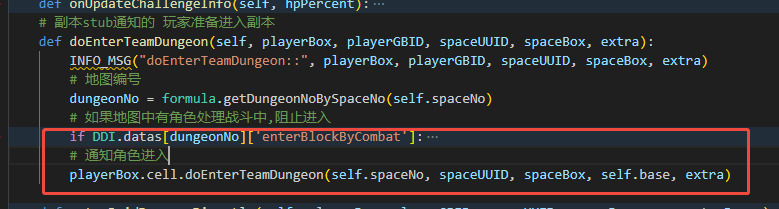 def onUpdateChallengeInfo(self, hpPercent):…
# 副本stub通知的 玩家准备进入副本
def doEnterTeamDungeon(self, playerBox, playerGBID, spaceUUID, spaceBox, extra):
INFO_MSG("doEnterTeamDungeon::", playerBox, playerGBID, spaceUUID, spaceBox, extra)
# 地图编号
dungeonNo = formula.getDungeonNoBySpaceNo(self.spaceNo)
# 如果地图中有角色处理战斗中,阻止进入
if DDI.datas[dungeonNo]['enterBlockByCombat']:…
# 通知角色进入
playerBox.cell.doEnterTeamDungeon(self.spaceNo, spaceUUID, spaceBox, self.base, extra)